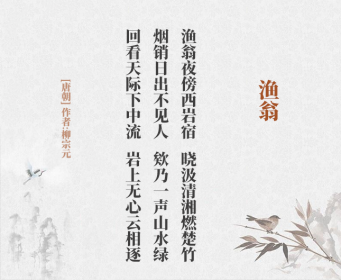 渔翁
渔翁夜傍西岩宿 晓汲清湘燃楚竹
烟销日出不见人 欸乃一声山水绿
回看天际下中流 岩上无心云相逐
[唐朝] 作者:柳宗元